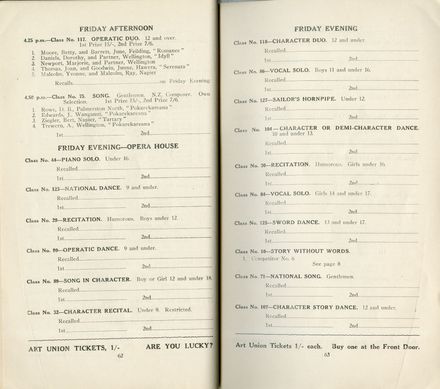 FRIDAY AFTERNOON
4.25 p.m.—Class No. 117. OPERATIC DUO. 12 and over.
1st Prize 15/-, 2nd Prize 7/6.
1. Moore, Betty, and Barrett, June, Feilding, "Romance"
2. Daniels, Dorothy, and Partner, Wellington, "Idyll"
3. Newport, Marjorie, and Partner, Wellington
4. Thomas, Joan, and Goodwin, Hawera, "Serenata"
5. Malcolm, Yvonne, and Malcolm, Ray, Napier
Recalls on Friday Evening
4.50 p.m.—Class No. 75. SONG. Gentlemen. N.Z. Composer. Own
Selection. 1st Prize 15/-, 2nd Prize 7/6.
1. Rowe, D. B., Palmerston North, "Pokarekareana"
2. Edwards, J., Wanganui, "Pokarekareana"
3. Ziegler, Bert, Napier, "Tartary"
4. Trewern, A., Wellington, "Pokarekareana"
1st 2nd
FRIDAY EVENING—OPERA HOUSE
Class No. 44—PIANO SOLO. Under 16.
Recalled
1st 2nd
Class No. 123—NATIONAL DANCE. 9 and under.
Recalled
1st 2nd
Class No. 28—RECITATION. Humorous. Boys under 12.
Recalled
1st 2nd
Class No. 99—OPERATIC DANCE. 9 and under.
Recalled
1st 2nd
Class No. 89—SONG IN CHARACTER. Boy or Girl 12 and under 18.
Recalled
1st 2nd
Class No. 32—CHARACTER RECITAL. Under 9. Restricted.
Recalled
1st 2nd
ART UNION TICKETS, 1/- ARE YOU LUCKY?
62
FRIDAY EVENING
Class No. 118—CHARACTER DUO. 12 and under.
Recalled
1st 2nd
Class No. 86—VOCAL SOLO. Boys 11 and under 16.
Recalled
1st 2nd
Class No. 127—SAILOR'S HORNPIPE. Under 12.
Recalled
1st 2nd
Class No. 104—CHARACTER OR DEMI-CHARACTER DANCE.
10 and under 13.
Recalled
1st 2nd
RECITATION. Humorous. Girls under 16.
Recalled
1st 2nd
Class No. 84—VOCAL SOLO. Girls 14 and under 17.
Recalled
1st 2nd
Class No. 125—SWORD DANCE. 13 and under 17.
Recalled
1st 2nd
Class No. 10—STORY WITHOUT WORDS.
1. Competitor No. 6
See page 8
Class No. 71—NATIONAL SONG. Gentlemen.
Recalled
1st 2nd
Class No. 107—CHARACTER STORY DANCE. 12 and under.
Recalled
1st 2nd
Art Union Tickets 1/- each. Buy one at the Front Door.
63